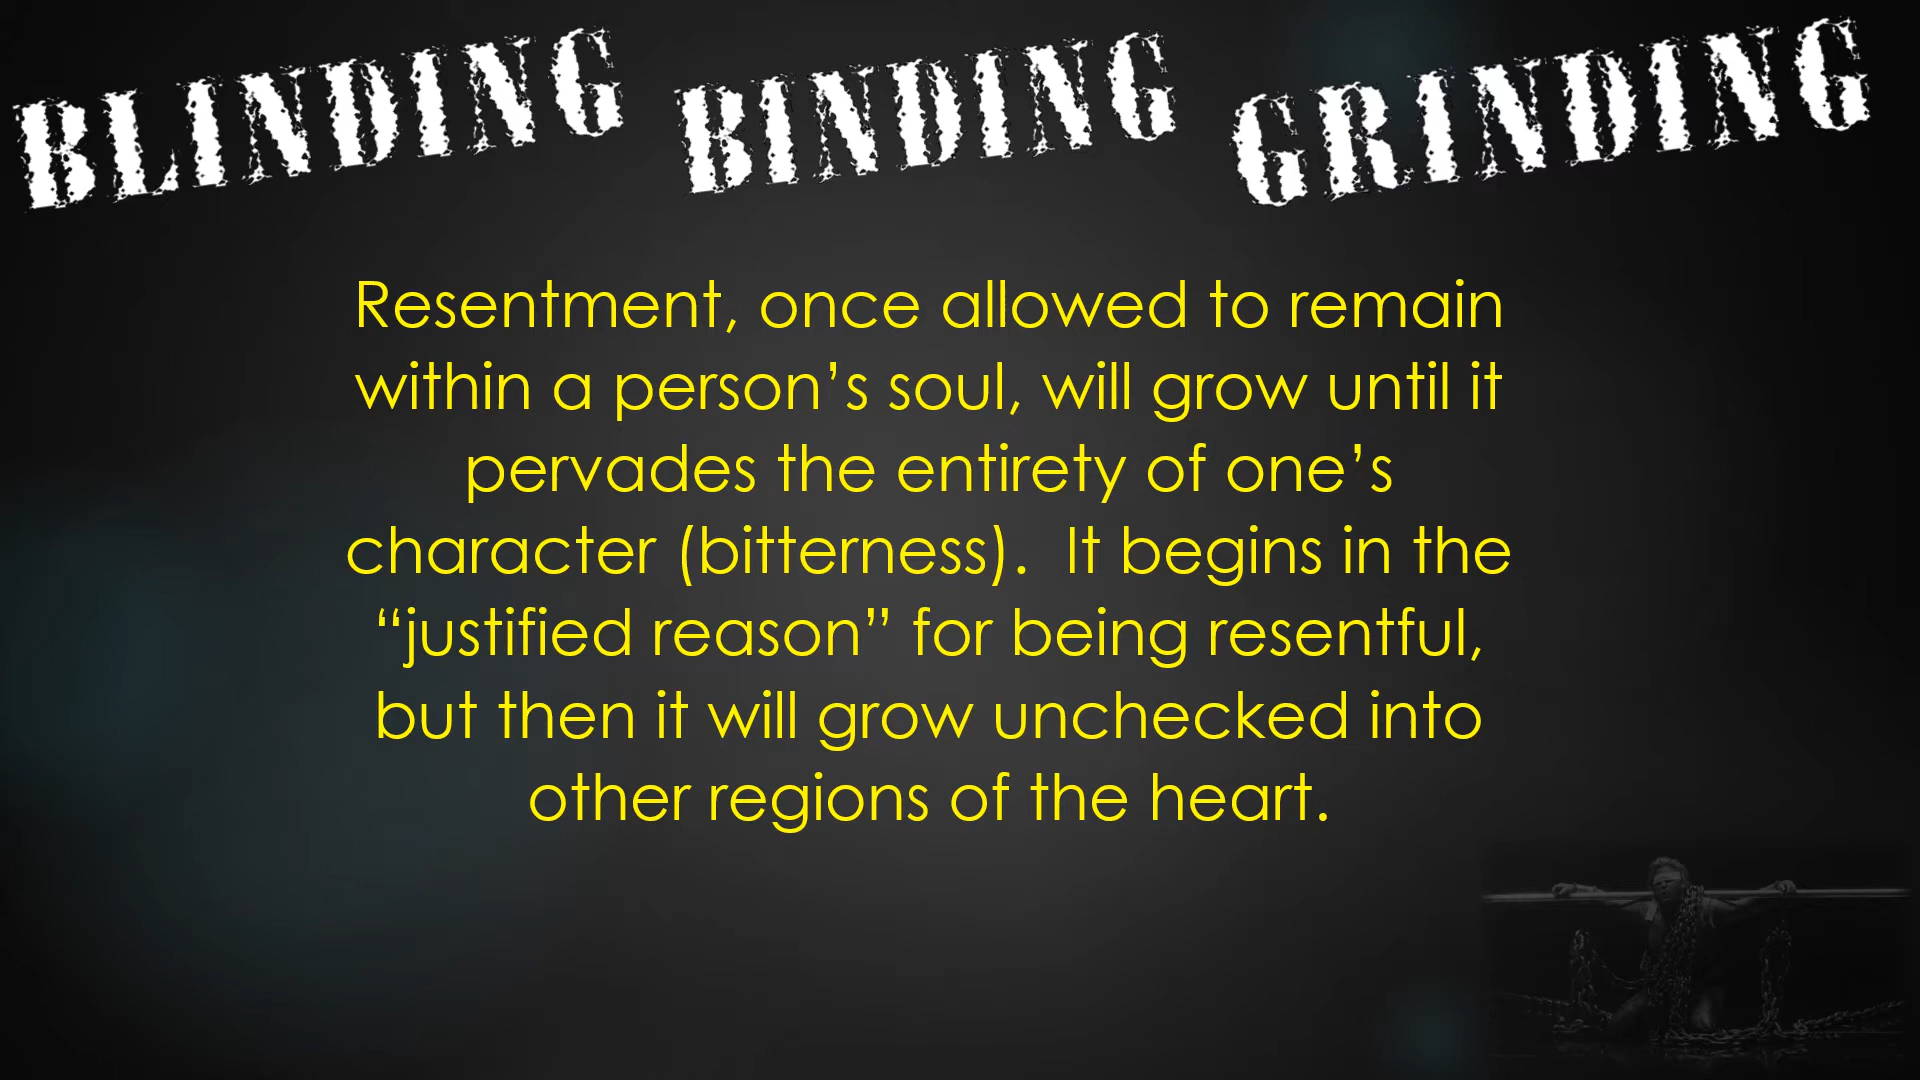 BLINDING BINDING GRINDING
Resentment, once allowed to remain
within a person’s soul, will grow until it
pervades the entirety of one’s
character (bitterness).  It begins in the
“justified reason” for being resentful,
but then it will grow unchecked into
other regions of the heart.